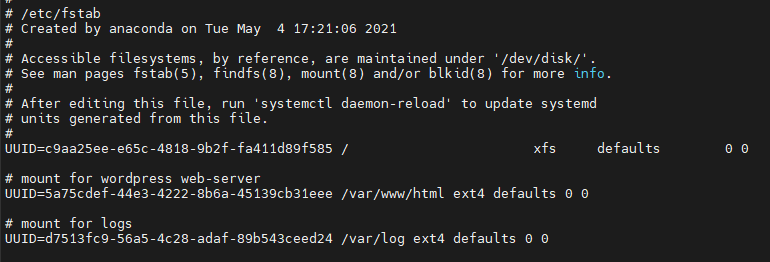 #
# /etc/fstab
# Created by anaconda on Tue May  4 17:21:06 2021
#
# Accessible filesystems, by reference, are maintained under '/dev/disk/'.
# See man pages fstab(5), findfs(8), mount(8) and/or blkid(8) for more info.
#
# After editing this file, run 'systemctl daemon-reload' to update systemd
# units generated from this file.
#
UUID=c9aa25ee-e65c-4818-9b2f-fa411d89f585 /                       xfs     defaults        0 0
# mount for wordpress web-server
UUID=5a75cdef-44e3-4222-8b6a-45139cb31eee /var/www/html ext4 defaults 0 0
# mount for logs
UUID=d7513fc9-56a5-4c28-adaf-89b543ceed24 /var/log ext4 defaults 0 0